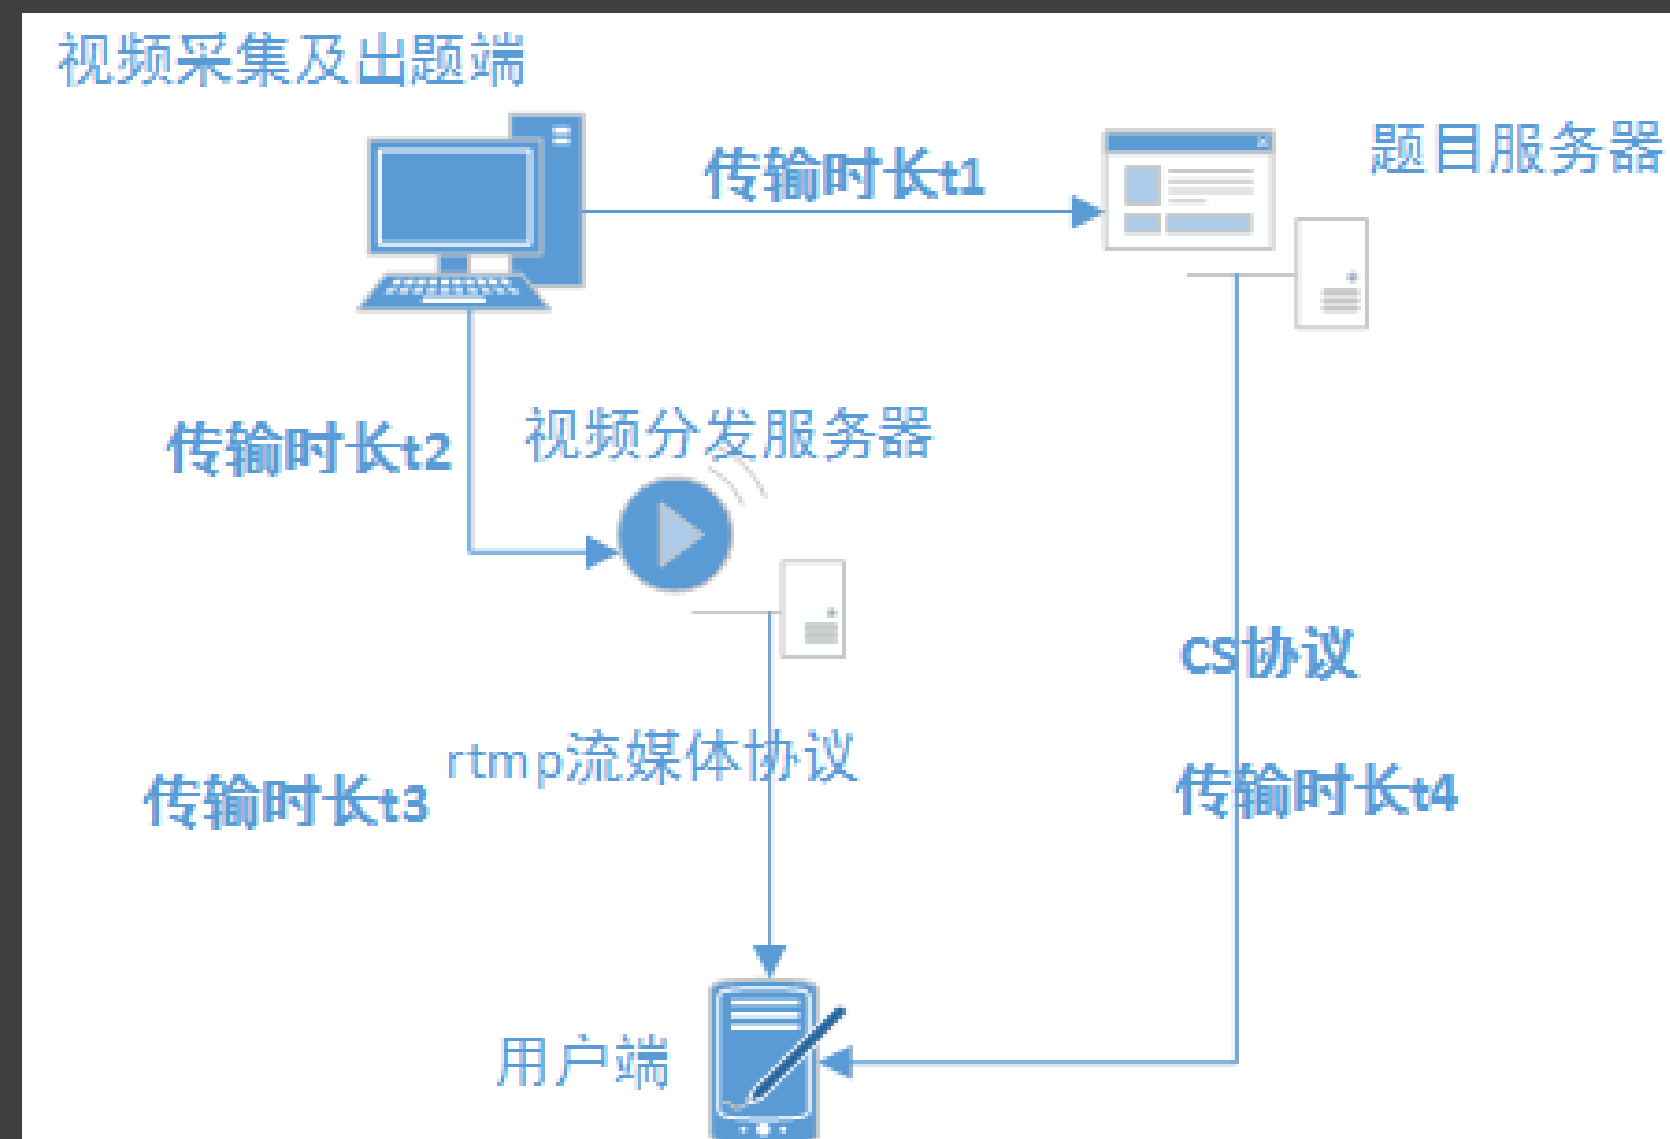 视频采集及出题端
题目服务器
传输时长t1
视频分发服务器
传输时长t2
CS协议
rtmp流媒体协议
传输时长t3
传输时长t4
用户端